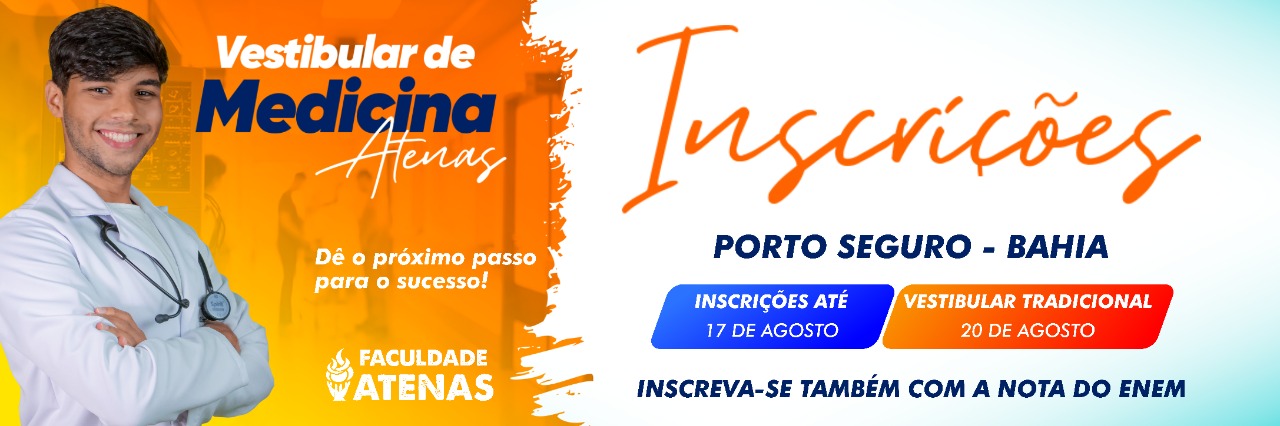 Vestibular de
Medicina
Atenas
Dê o próximo passo
para o sucesso!
FACULDADE
ATENAS
Inscrições
PORTO SEGURO - BAHIA
INSCRIÇÕES ATÉ
17 DE AGOSTO
VESTIBULAR TRADICIONAL
20 DE AGOSTO
INSCREVA-SE TAMBÉM COM A NOTA DO ENEM